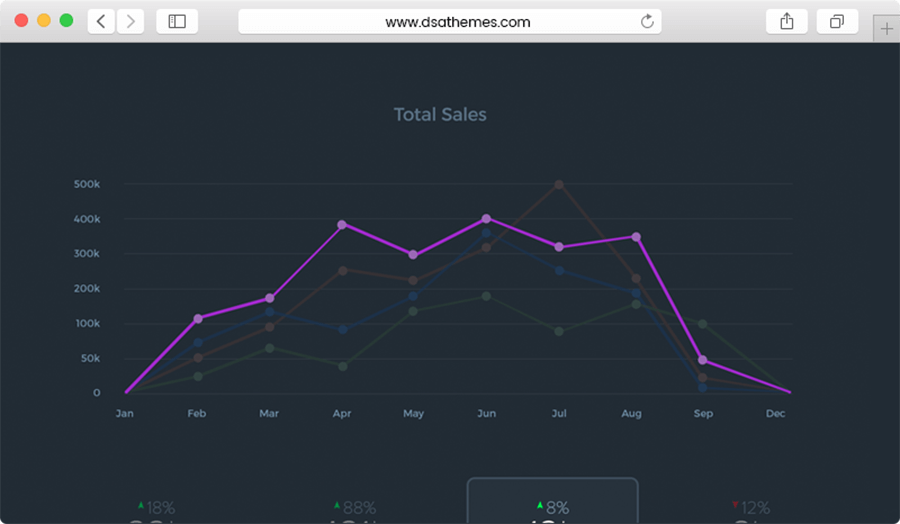 www.dsathemes.com
Total Sales
500k
400k
300k
200k
100k
50k
0
Jan Feb Mar Apr May Jun Jul Aug Sep Dec
18% 88% 8% 12%